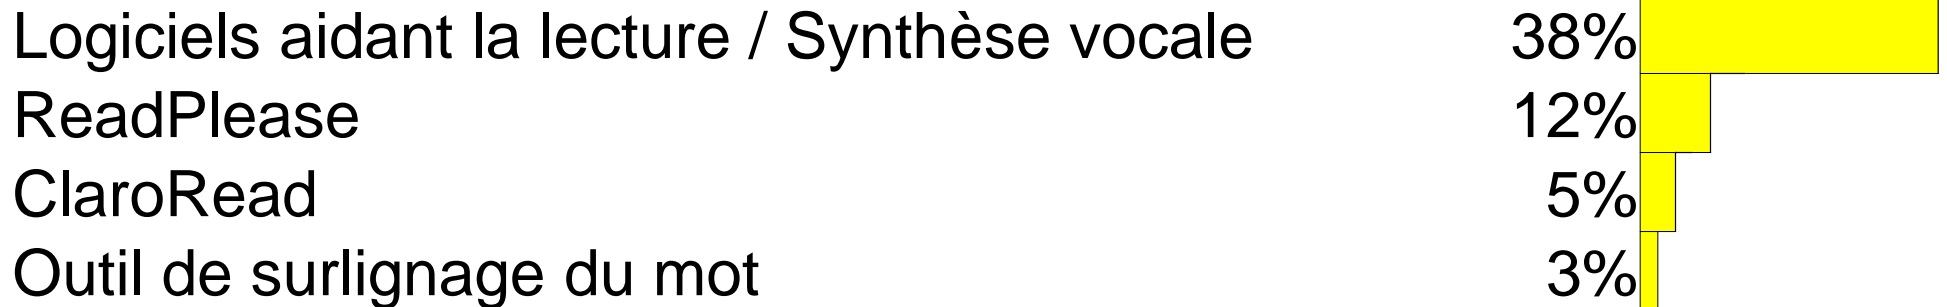 Logiciels aidant la lecture / Synthèse vocale 38%
ReadPlease 12%
ClaroRead 5%
Outil de surlignage du mot 3%